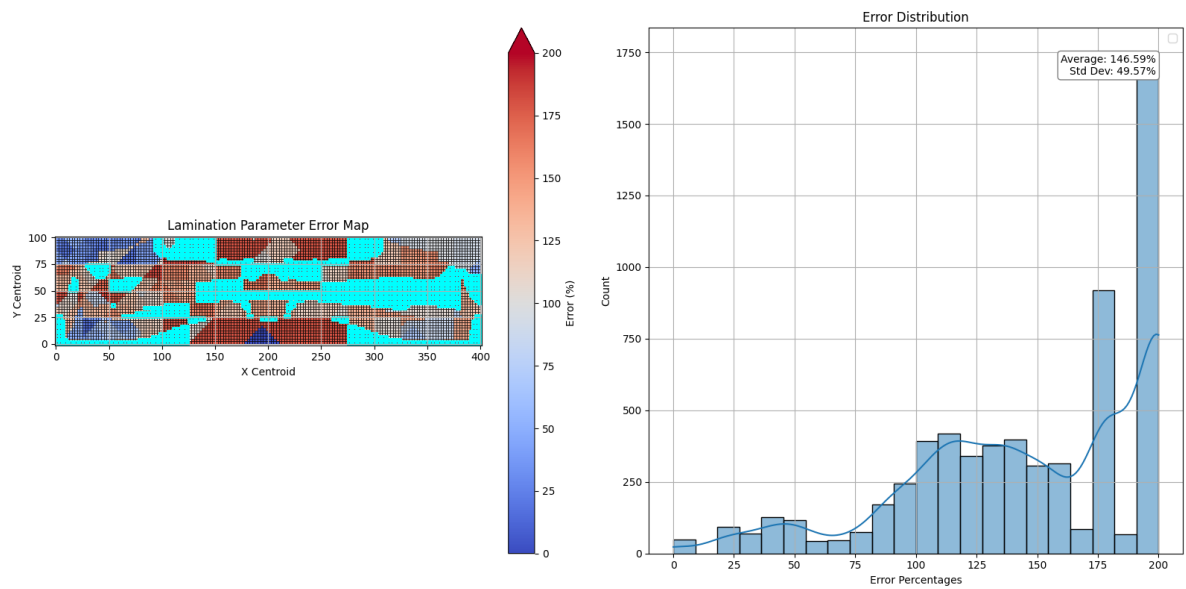 Lamination Parameter Error Map
100
75
50
25
0
Y Centroid
0 50 100 150 200 250 300 350 400
X Centroid
200
175
150
125
100
75
50
25
0
Error (%)
Error Distribution
Average: 146.59%
Std Dev: 49.57%
1750
1500
1250
1000
750
500
250
0
Count
0 25 50 75 100 125 150 175 200
Error Percentages